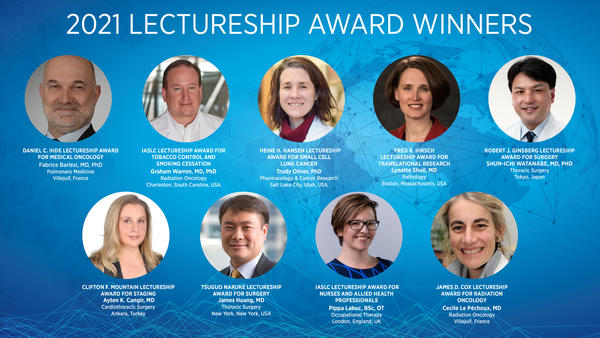 2021 LECTURESHIP AWARD WINNERS
DANIEL C. IHDE LECTURESHIP AWARD
FOR MEDICAL ONCOLOGY
Fabrice Barlesi, MD, PhD
Pulmonary Medicine
Villejuif, France
IASLC LECTURESHIP AWARD FOR
TOBACCO CONTROL AND
SMOKING CESSATION
Graham Warren, MD, PhD
Radiation Oncology
Charleston, South Carolina, USA
HEINE H. HANSEN LECTURESHIP
AWARD FOR SMALL CELL
LUNG CANCER
Trudy Oliver, PhD
Pharmacology & Cancer Research
Salt Lake City, Utah, USA
FRED R. HIRSCH
LECTURESHIP AWARD FOR
TRANSLATIONAL RESEARCH
Lynette Sholl, MD
Pathology
Boston, Massachusetts, USA
ROBERT J. GINSBERG LECTURESHIP
AWARD FOR SURGERY
SHUN-ICH WATANABE, MD, PHD
Thoracic Surgery
Tokyo, Japan
CLIFTON F. MOUNTAIN LECTURESHIP
AWARD FOR STAGING
Ayten K. Cangir, MD
Cardiothoracic Surgery
Ankara, Turkey
TSUGUO NARUKE LECTURESHIP
AWARD FOR SURGERY
James Huang, MD
Thoracic Surgery
New York, New York, USA
IASLC LECTURESHIP AWARD FOR
NURSES AND ALLIED HEALTH
PROFESSIONALS
Pippa Labuc, BSc, OT
Occupational Therapy
London, England, UK
JAMES D. COX LECTURESHIP
AWARD FOR RADIATION
ONCOLOGY
Cecile Le Péchoux, MD
Radiation Oncology
Villejuif, France